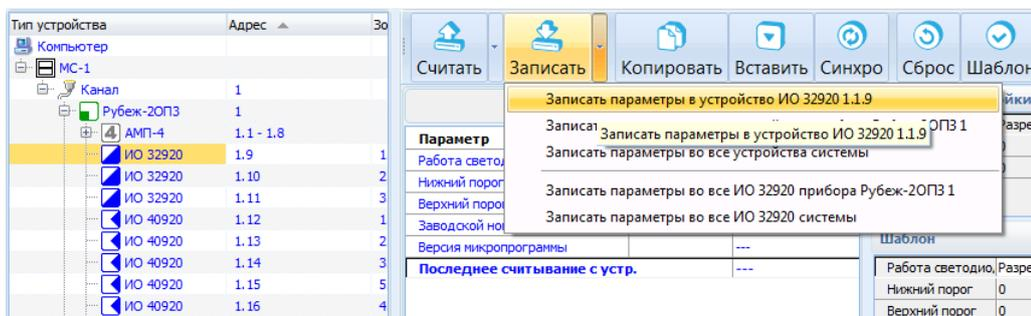 Тип устройства Адрес Зо
Компьютер
МС-1
Канал 1
Рубеж-2ОП3 1
АМП-4 1.1 - 1.8
ИО 32920 1.9 1
ИО 32920 1.10 2
ИО 32920 1.11 3
ИО 40920 1.12 1
ИО 40920 1.13 2
ИО 40920 1.14 3
ИО 40920 1.15 5
ИО 40920 1.16 4
Считать Записать Копировать Вставить Синхро Сброс Шаблон
Записать параметры в устройство ИО 32920 1.1.9
Записать параметры в устройство ИО 32920 1.1.9
Записать параметры во все устройства системы
Записать параметры во все ИО 32920 прибора Рубеж-2ОП3 1
Записать параметры во все ИО 32920 системы
Параметр
Работа светод
Нижний порог
Верхний порог
Заводской но
Версия микропрограммы ---
Последнее считывание с устр. ---
Шаблон
Работа светодио, Разре
Нижний порог 0
Верхний порог 0